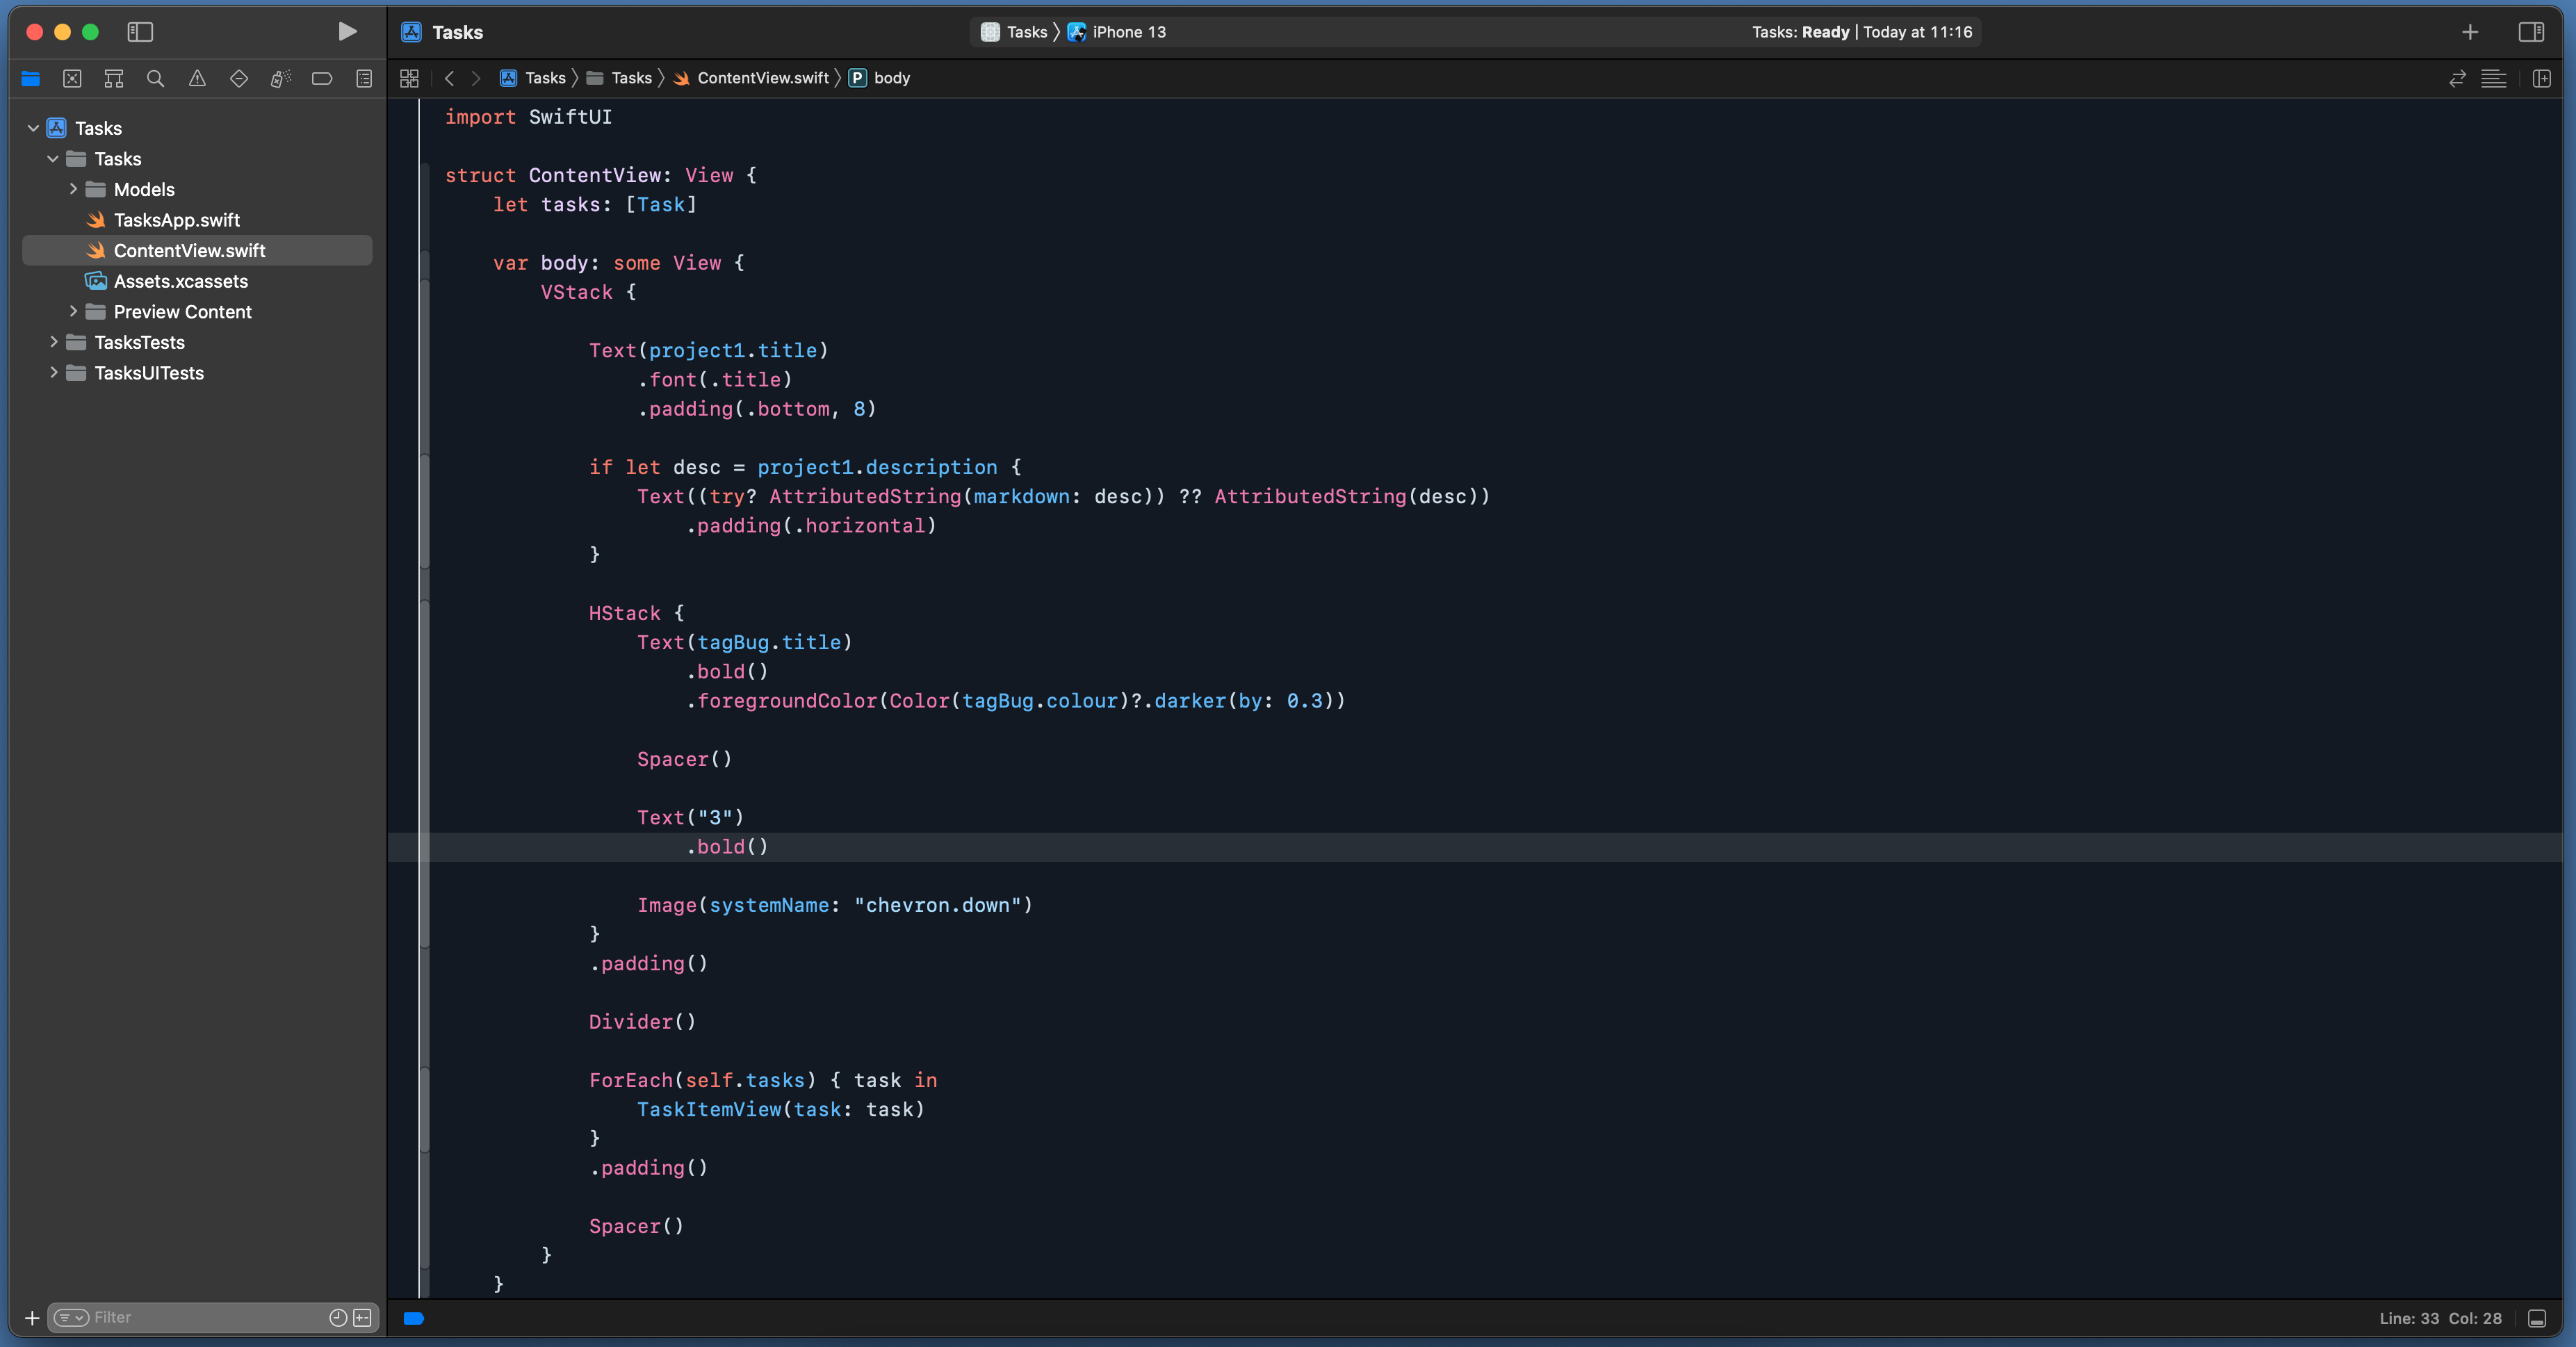 Tasks
Tasks 〉 iPhone 13
Tasks: Ready | Today at 11:16
Tasks 〉 Tasks 〉 ContentView.swift 〉 P body
Tasks
Tasks
Models
TasksApp.swift
ContentView.swift
Assets.xcassets
Preview Content
TasksTests
TasksUITests
Filter
import SwiftUI
struct ContentView: View {
let tasks: [Task]
var body: some View {
VStack {
Text(project1.title)
.font(.title)
.padding(.bottom, 8)
if let desc = project1.description {
Text((try? AttributedString(markdown: desc)) ?? AttributedString(desc))
.padding(.horizontal)
}
HStack {
Text(tagBug.title)
.bold()
.foregroundColor(Color(tagBug.colour)?.darker(by: 0.3))
Spacer()
Text("3")
.bold()
Image(systemName: "chevron.down")
}
.padding()
Divider()
ForEach(self.tasks) { task in
TaskItemView(task: task)
}
.padding()
Spacer()
}
}
Line: 33 Col: 28